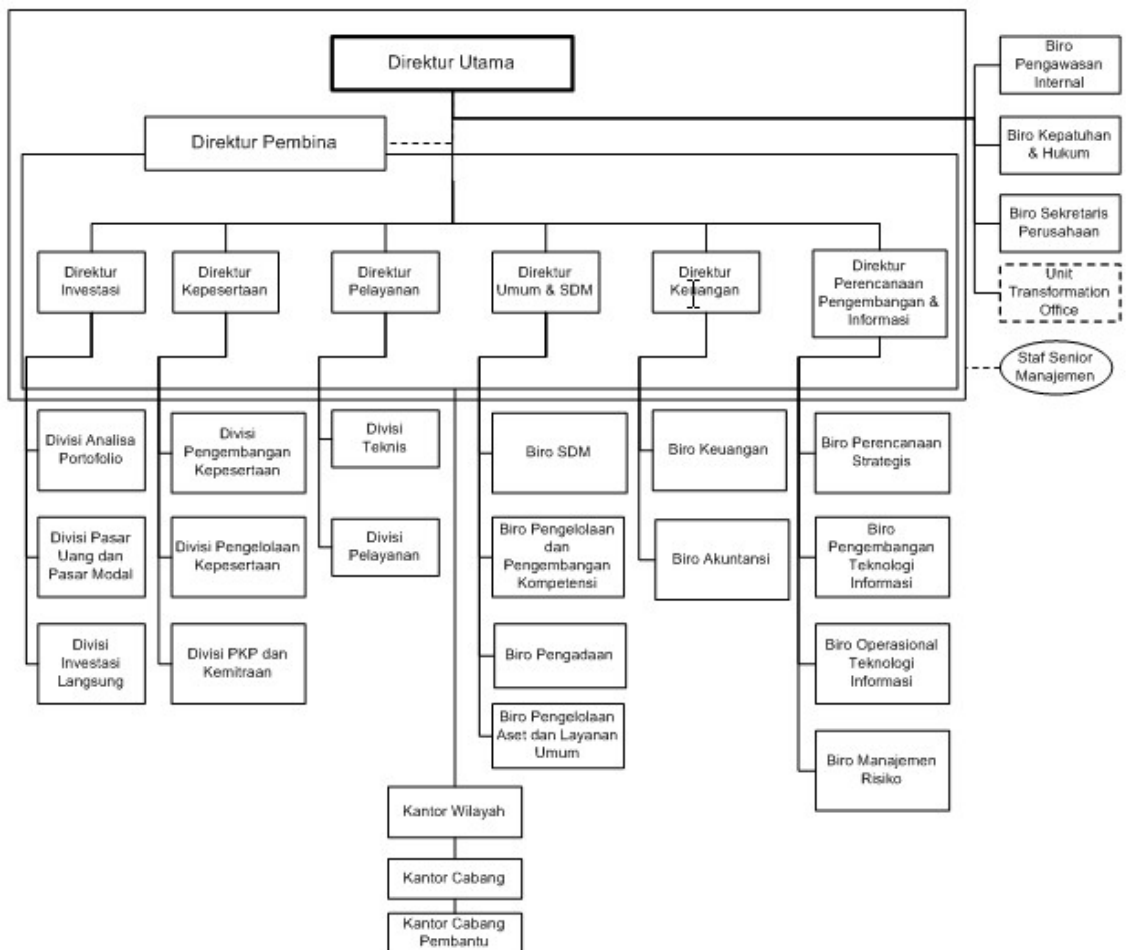 Direktur Utama
Direktur Pembina
Biro
Pengawasan
Internal
Biro Kepatuhan
& Hukum
Biro Sekretaris
Perusahaan
Unit
Transformation
Office
Staf Senior
Manajemen
Direktur
Investasi
Direktur
Kepesertaan
Direktur
Pelayanan
Direktur
Umum & SDM
Direktur
Keuangan
Direktur
Perencanaan
Pengembangan &
Informasi
Divisi Analisa
Portofolio
Divisi Pasar
Uang dan
Pasar Modal
Divisi
Investasi
Langsung
Divisi
Pengembangan
Kepesertaan
Divisi Pengelolaan
Kepesertaan
Divisi PKP dan
Kemitraan
Divisi
Teknis
Divisi
Pelayanan
Biro SDM
Biro Pengelolaan
dan
Pengembangan
Kompetensi
Biro Pengadaan
Biro Pengelolaan
Aset dan Layanan
Umum
Biro Keuangan
Biro Akuntansi
Biro Perencanaan
Strategis
Biro
Pengembangan
Teknologi
Informasi
Biro Operasional
Teknologi
Informasi
Biro Manajemen
Risiko
Kantor Wilayah
Kantor Cabang
Kantor Cabang
Pembantu